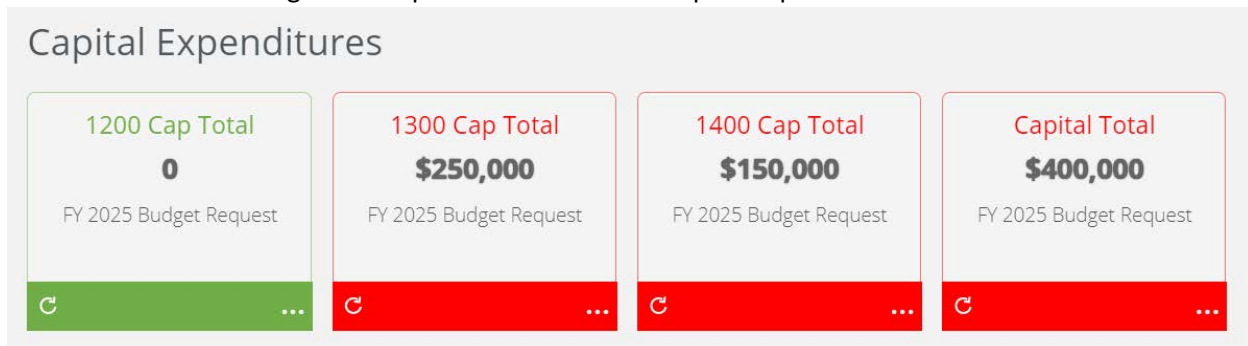 Capital Expenditures
1200 Cap Total
0
FY 2025 Budget Request
1300 Cap Total
$250,000
FY 2025 Budget Request
1400 Cap Total
$150,000
FY 2025 Budget Request
Capital Total
$400,000
FY 2025 Budget Request